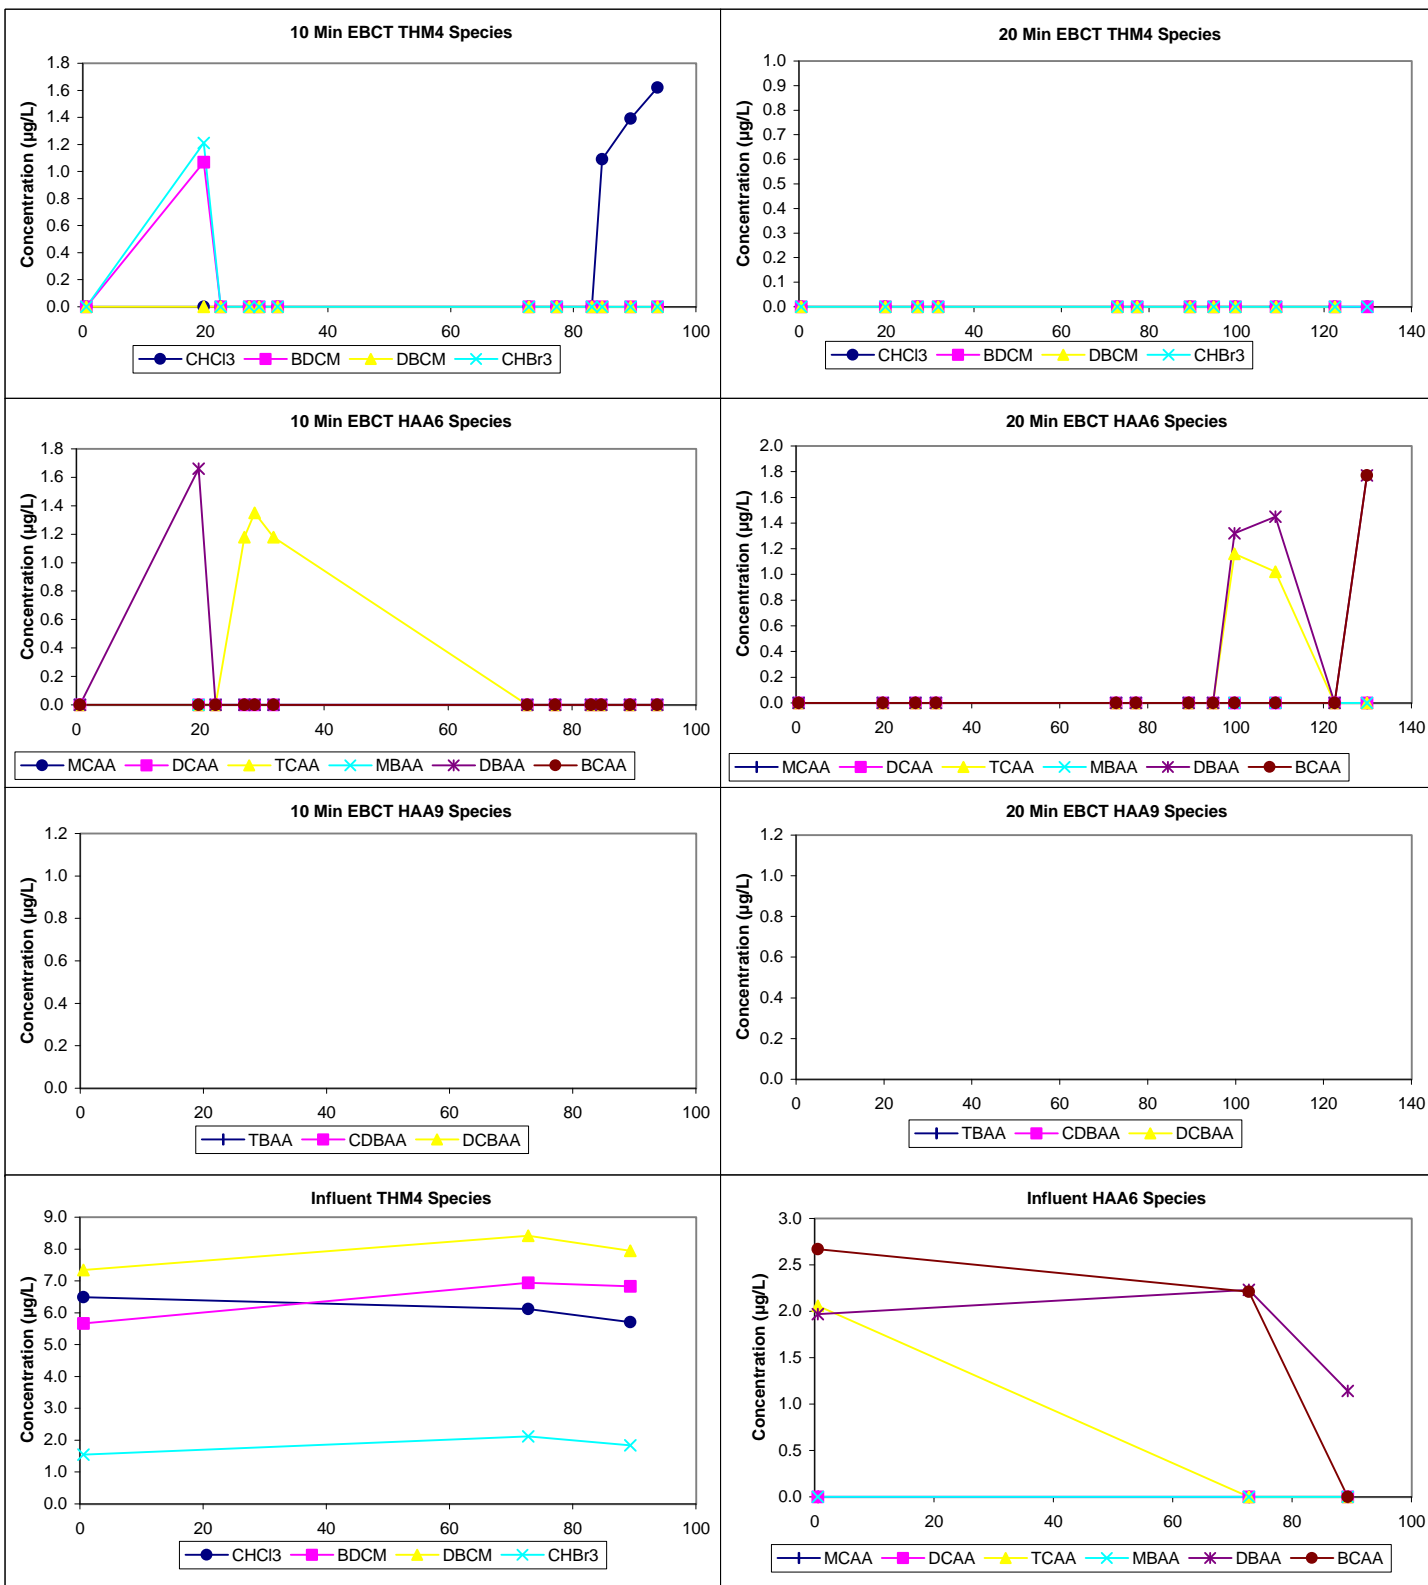 10 Min EBCT THM4 Species
Concentration (µg/L)
1.8
1.6
1.4
1.2
1.0
0.8
0.6
0.4
0.2
0.0
0 20 40 60 80 100
CHCl3 BDCM DBCM CHBr3
20 Min EBCT THM4 Species
Concentration (µg/L)
1.0
0.9
0.8
0.7
0.6
0.5
0.4
0.3
0.2
0.1
0.0
0 20 40 60 80 100 120 140
CHCl3 BDCM DBCM CHBr3
10 Min EBCT HAA6 Species
Concentration (µg/L)
1.8
1.6
1.4
1.2
1.0
0.8
0.6
0.4
0.2
0.0
0 20 40 60 80 100
MCAA DCAA TCAA MBAA DBAA BCAA
20 Min EBCT HAA6 Species
Concentration (µg/L)
2.0
1.8
1.6
1.4
1.2
1.0
0.8
0.6
0.4
0.2
0.0
0 20 40 60 80 100 120 140
MCAA DCAA TCAA MBAA DBAA BCAA
10 Min EBCT HAA9 Species
Concentration (µg/L)
1.2
1.0
0.8
0.6
0.4
0.2
0.0
0 20 40 60 80 100
TBAA CDBAA DCBAA
20 Min EBCT HAA9 Species
Concentration (µg/L)
1.2
1.0
0.8
0.6
0.4
0.2
0.0
0 20 40 60 80 100 120 140
TBAA CDBAA DCBAA
Influent THM4 Species
Concentration (µg/L)
9.0
8.0
7.0
6.0
5.0
4.0
3.0
2.0
1.0
0.0
0 20 40 60 80 100
CHCl3 BDCM DBCM CHBr3
Influent HAA6 Species
Concentration (µg/L)
3.0
2.5
2.0
1.5
1.0
0.5
0.0
0 20 40 60 80 100
MCAA DCAA TCAA MBAA DBAA BCAA